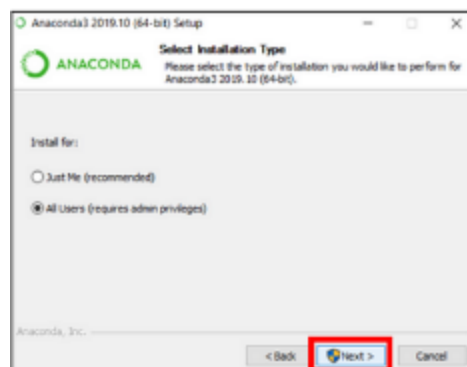 Anaconda3 2019.10 (64-bit) Setup
ANACONDA
Select Installation Type
Please select the type of installation you would like to perform for
Anaconda3 2019.10 (64-bit).
Install for:
Just Me (recommended)
All Users (requires admin privileges)
Anaconda, Inc.
< Back
Next >
Cancel